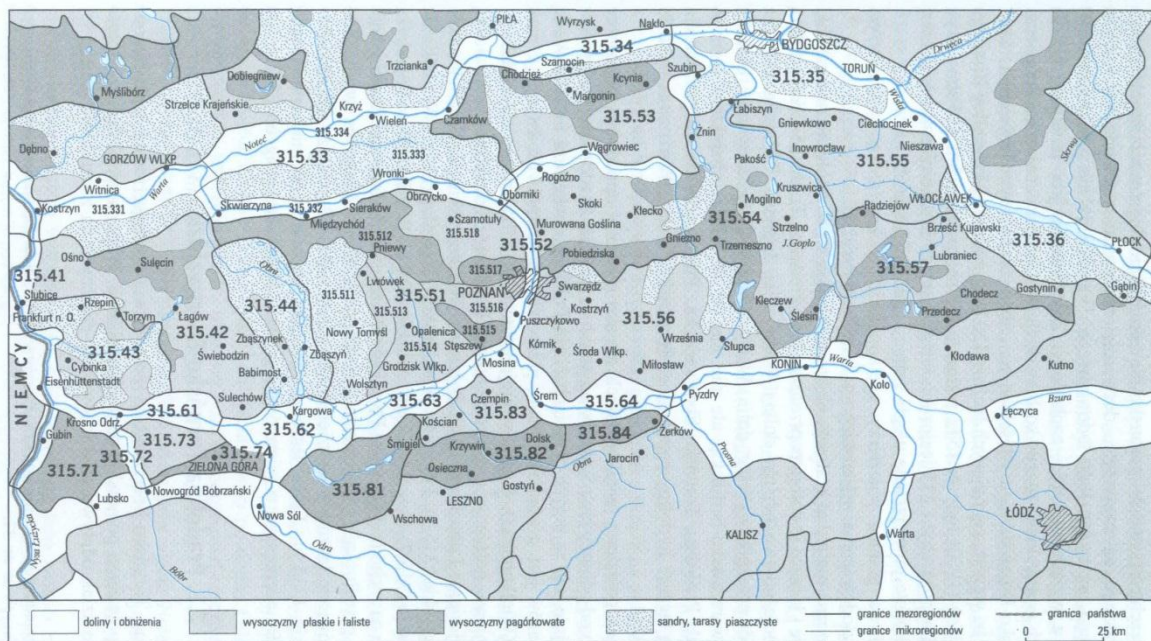 PIŁA
Wyrzysk
Nakło
315.34
BYDGOSZCZ
Drwęca
Trzcianka
Szamocin
Dobiegniew
Chodzież
Kcynia
Szubin
TORUŃ
315.35
Myślibórz
Margonin
Wisła
Strzelce Krajeńskie
Krzyż
Czarnków
315.53
Łabiszyn
315.334
Wieleń
Gniewkowo
Ciechocinek
Noteć
Żnin
Skrwa
Dębno
GORZÓW WLKP.
315.33
315.333
Wągrowiec
Pakość
Inowrocław
Nieszawa
315.55
Witnica
Warta
Wronki
Rogoźno
Kruszwica
Kostrzyn
315.331
Skwierzyna
315.332
Sieraków
Obrzycko
Oborniki
Skoki
Mogilno
Radziejów
WŁOCŁAWEK
Międzychód
Szamotuły
Kłecko
315.54
Brześć Kujawski
315.512
315.518
315.52
Murowana Goślina
Strzelno
315.36
Pniewy
Gniezno
Trzemeszno
J.Gopło
PŁOCK
Ośno
Sulęcin
Pobiedziska
Lubraniec
315.41
Obra
315.517
315.57
Lwówek
Gostynin
Gąbin
Słubice
Rzepin
315.44
315.511
315.51
POZNAŃ
Swarzędz
Kleczew
Chodecz
Frankfurt n. O.
Torzym
Łagów
315.513
315.516
Kostrzyn
Ślesin
Przedecz
315.42
Nowy Tomyśl
Opalenica
Puszczykowo
315.56
Zbąszynek
315.515
Września
315.43
Świebodzin
Zbąszyń
315.514
Stęszew
Kórnik
Słupca
Kłodawa
Cybinka
Grodzisk Wlkp.
Środa Wlkp.
Warta
Kutno
NIEMCY
Babimost
Mosina
Miłosław
KONIN
Eisenhüttenstadt
Wolsztyn
Koło
Sulechów
Czempin
Śrem
Pyzdry
315.61
Kargowa
315.63
315.83
315.64
Bzura
Krosno Odrz.
315.62
Kościan
Łęczyca
Gubin
315.73
315.84
Żerków
315.72
315.74
Śmigiel
Krzywin
Dolsk
Prosna
ZIELONA GÓRA
315.82
315.71
Osieczna
Obra
Jarocin
315.81
Lubsko
Nowogród Bobrzański
LESZNO
Gostyń
ŁÓDŹ
Nowa Sól
Wschowa
Nysa Łużycka
KALISZ
Warta
Odra
Bóbr
doliny i obniżenia
wysoczyzny płaskie i faliste
wysoczyzny pagórkowate
sandry, tarasy piaszczyste
granice mezoregionów
granica państwa
granice mikroregionów
0 25 km